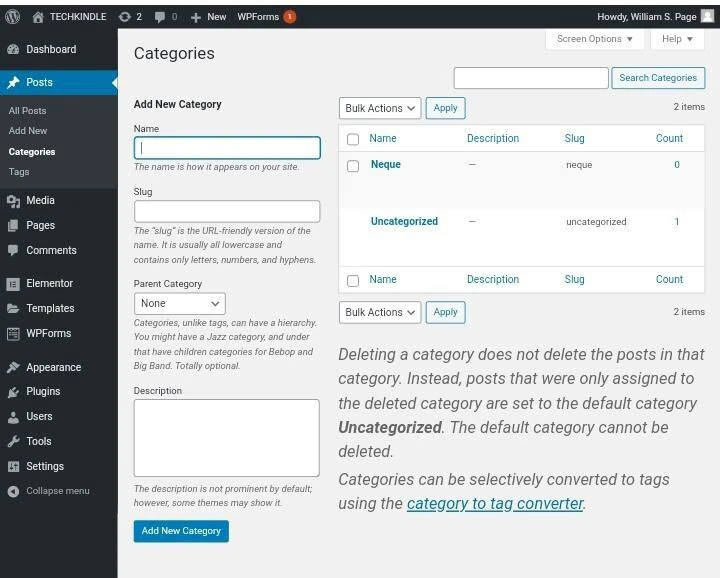 TECHKINDLE 2 0 New WPForms 1 Howdy, William S. Page
Dashboard
Posts
All Posts
Add New
Categories
Tags
Media
Pages
Comments
Elementor
Templates
WPForms
Appearance
Plugins
Users
Tools
Settings
Collapse menu
Screen Options Help
Categories
Search Categories
Add New Category
Name
The name is how it appears on your site.
Slug
The “slug” is the URL-friendly version of the
name. It is usually all lowercase and
contains only letters, numbers, and hyphens.
Parent Category
None
Categories, unlike tags, can have a hierarchy.
You might have a Jazz category, and under
that have children categories for Bebop and
Big Band. Totally optional.
Description
The description is not prominent by default;
however, some themes may show it.
Add New Category
Bulk Actions Apply 2 items
Name Description Slug Count
Neque — neque 0
Uncategorized — uncategorized 1
Name Description Slug Count
Bulk Actions Apply 2 items
Deleting a category does not delete the posts in that
category. Instead, posts that were only assigned to
the deleted category are set to the default category
Uncategorized. The default category cannot be
deleted.
Categories can be selectively converted to tags
using the category to tag converter.